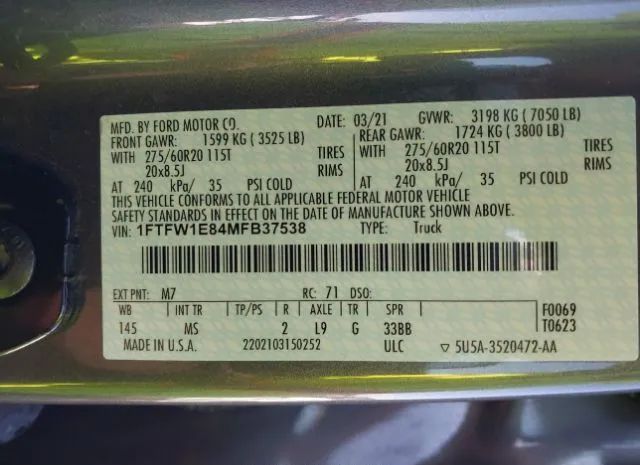 MFD. BY FORD MOTOR CO. DATE: 03/21 GVWR: 3198 KG ( 7050 LB)
FRONT GAWR: 1599 KG ( 3525 LB) REAR GAWR: 1724 KG ( 3800 LB)
WITH 275/60R20 115T TIRES WITH 275/60R20 115T TIRES
20x8.5J RIMS 20x8.5J RIMS
AT 240 kPa/ 35 PSI COLD AT 240 kPa/ 35 PSI COLD
THIS VEHICLE CONFORMS TO ALL APPLICABLE FEDERAL MOTOR VEHICLE
SAFETY STANDARDS IN EFFECT ON THE DATE OF MANUFACTURE SHOWN ABOVE.
VIN: 1FTFW1E84MFB37538 TYPE: Truck
EXT PNT: M7 RC: 71 DSO:
WB INT TR TP/PS R AXLE TR SPR F0069
145 MS 2 L9 G 33BB T0623
MADE IN U.S.A. 2202103150252 ULC ▽ 5U5A-3520472-AA